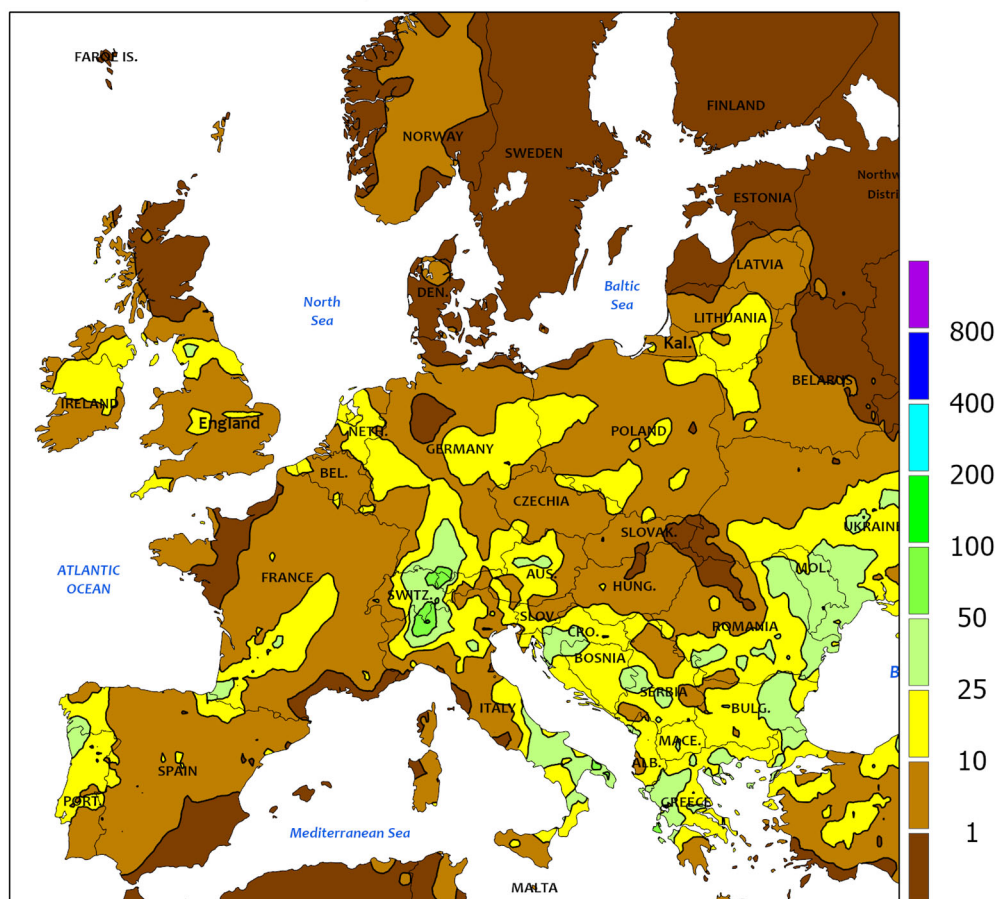 FAROE IS.
FINLAND
NORWAY
SWEDEN
Northw
Distri
ESTONIA
LATVIA
DEN.
North
Sea
Baltic
Sea
LITHUANIA
Kal.
BELARUS
IRELAND
England
NETH.
GERMANY
POLAND
BEL.
CZECHIA
SLOVAK.
UKRAINE
ATLANTIC
OCEAN
FRANCE
SWITZ.
AUS.
HUNG.
MOL.
SLOV.
CRO.
ROMANIA
BOSNIA
B
SERBIA
ITALY
BULG.
MACE.
ALB.
SPAIN
PORT.
GREECE
Mediterranean Sea
MALTA
800
400
200
100
50
25
10
1